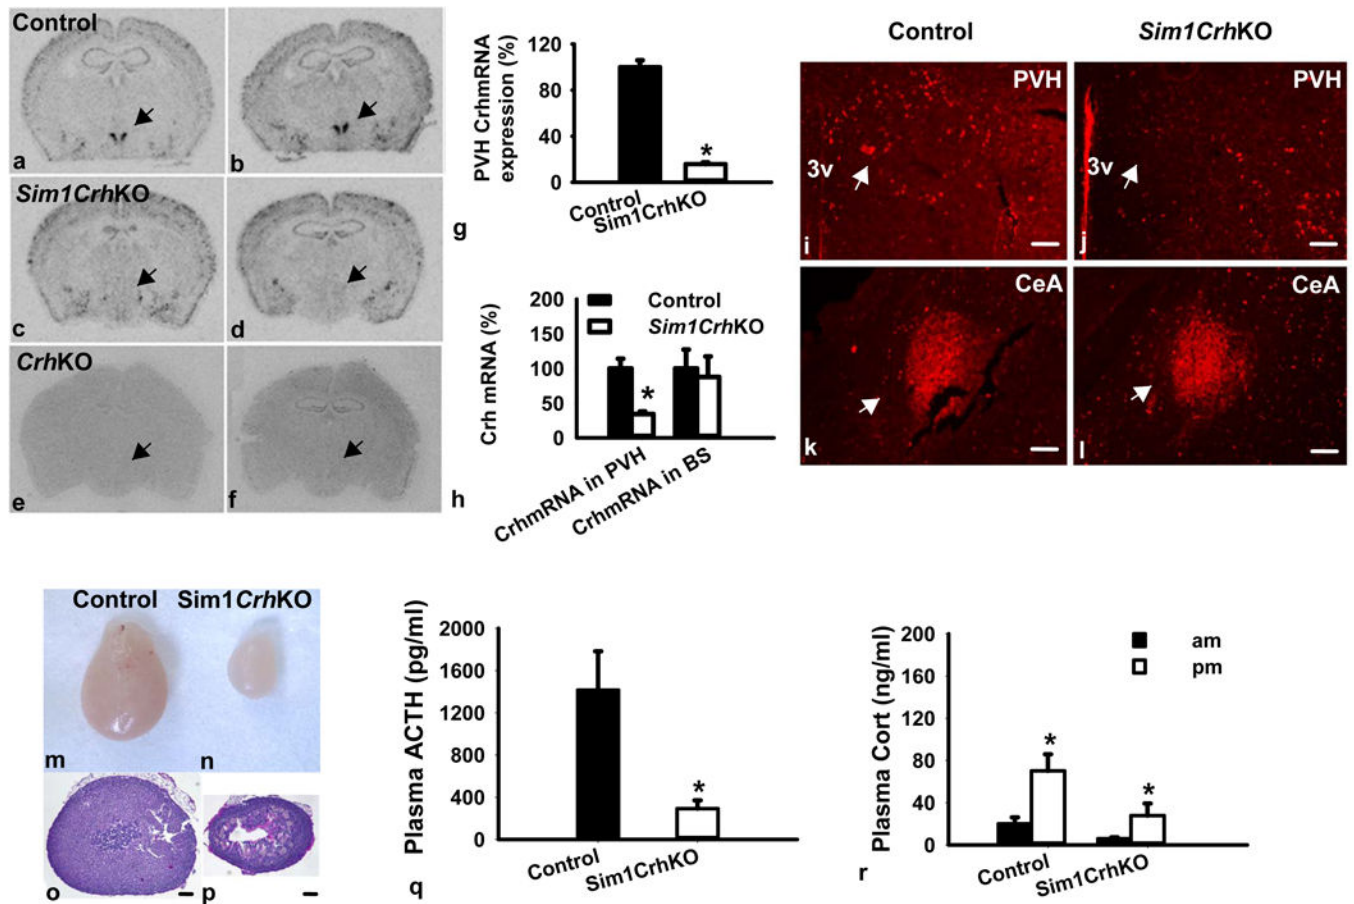 Control
a
b
Sim1CrhKO
c
d
CrhKO
e
f
PVH CrhmRNA
expression (%)
120
80
40
0
*
Control
Sim1CrhKO
g
Crh mRNA (%)
200
150
100
50
0
Control
Sim1CrhKO
*
CrhmRNA in PVH
CrhmRNA in BS
h
Control
Sim1CrhKO
PVH
3v
i
PVH
3v
j
CeA
k
CeA
l
Control
Sim1CrhKO
m
n
o
p
Plasma ACTH (pg/ml)
2000
1600
1200
800
400
0
*
Control
Sim1CrhKO
q
Plasma Cort (ng/ml)
200
160
120
80
40
0
am
pm
*
*
Control
Sim1CrhKO
r